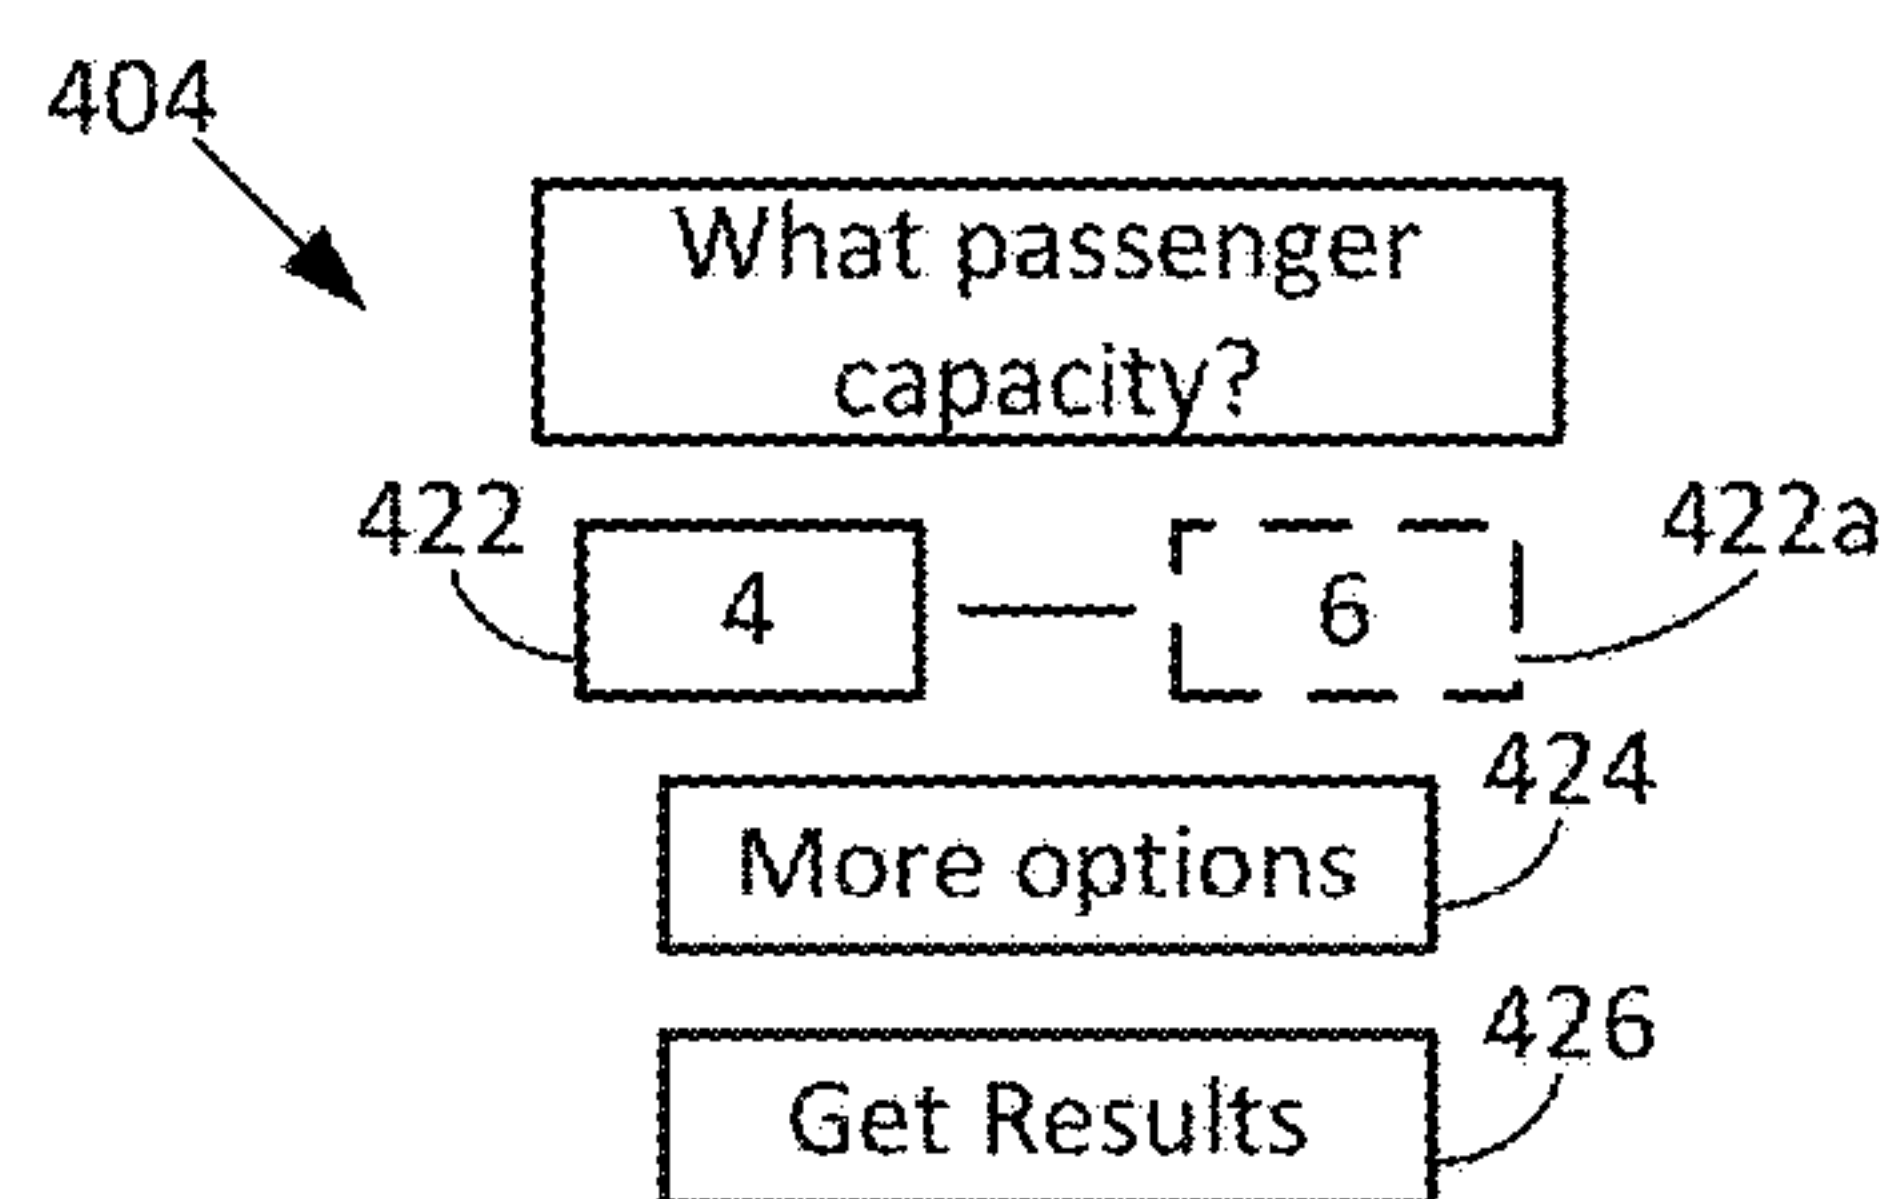 404
What passenger
capacity?
422 4 — 6 422a
More options 424
Get Results 426